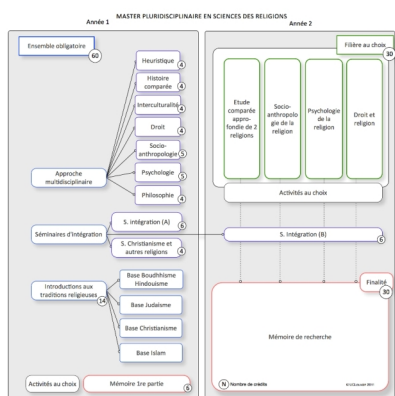 MASTER PLURIDISCIPLINAIRE EN SCIENCES DES RELIGIONS
Année 1
Année 2
Ensemble obligatoire
60
Heuristique
4
Histoire
comparée
4
Interculturalité
4
Droit
4
Socio-
anthropologie
5
Psychologie
5
Philosophie
4
Approche
multidisciplinaire
Séminaires d'Intégration
S. intégration (A)
6
S. Christianisme et
autres religions
4
Introductions aux
traditions religieuses
14
Base Boudhhisme
Hindouisme
Base Judaisme
Base Christianisme
Base Islam
Activités au choix
Mémoire 1re partie
6
Filière au choix
30
Etude
comparée
appro-
fondie de 2
religions
Socio-
anthropolo
gie de la
religion
Psychologie
de la
religion
Droit et
religion
Activités au choix
S. Intégration (B)
6
Finalité
30
Mémoire de recherche
N Nombre de crédits